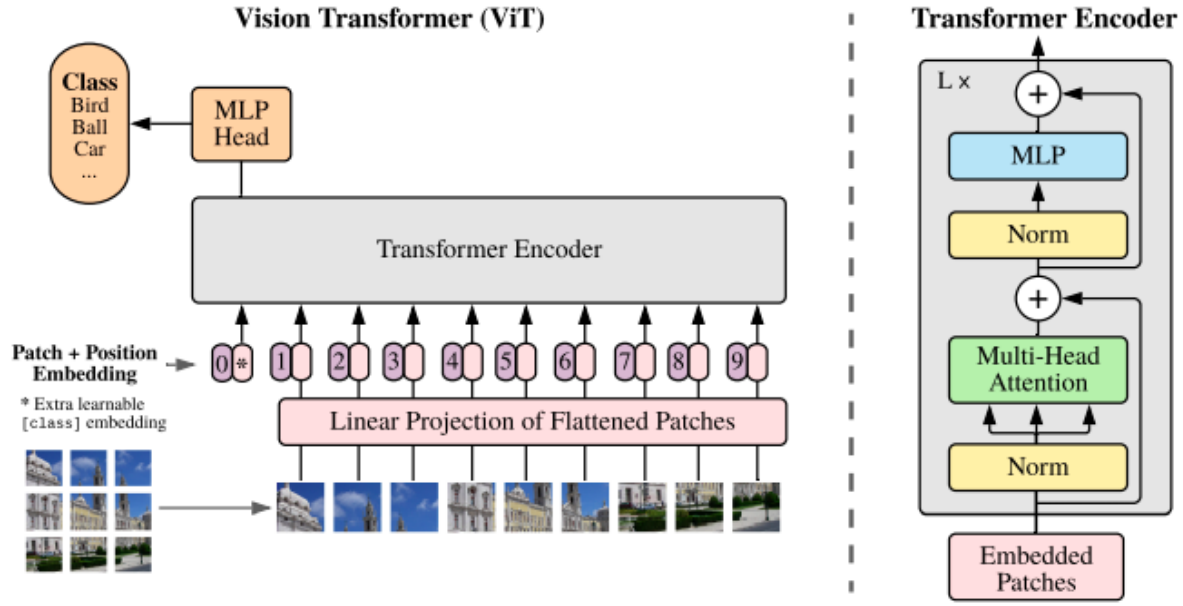 Vision Transformer (ViT)
Class
Bird
Ball
Car
...
MLP
Head
Transformer Encoder
Patch + Position
Embedding
* Extra learnable
[class] embedding
0 * 1 2 3 4 5 6 7 8 9
Linear Projection of Flattened Patches
Transformer Encoder
L ×
+
MLP
Norm
+
Multi-Head
Attention
Norm
Embedded
Patches